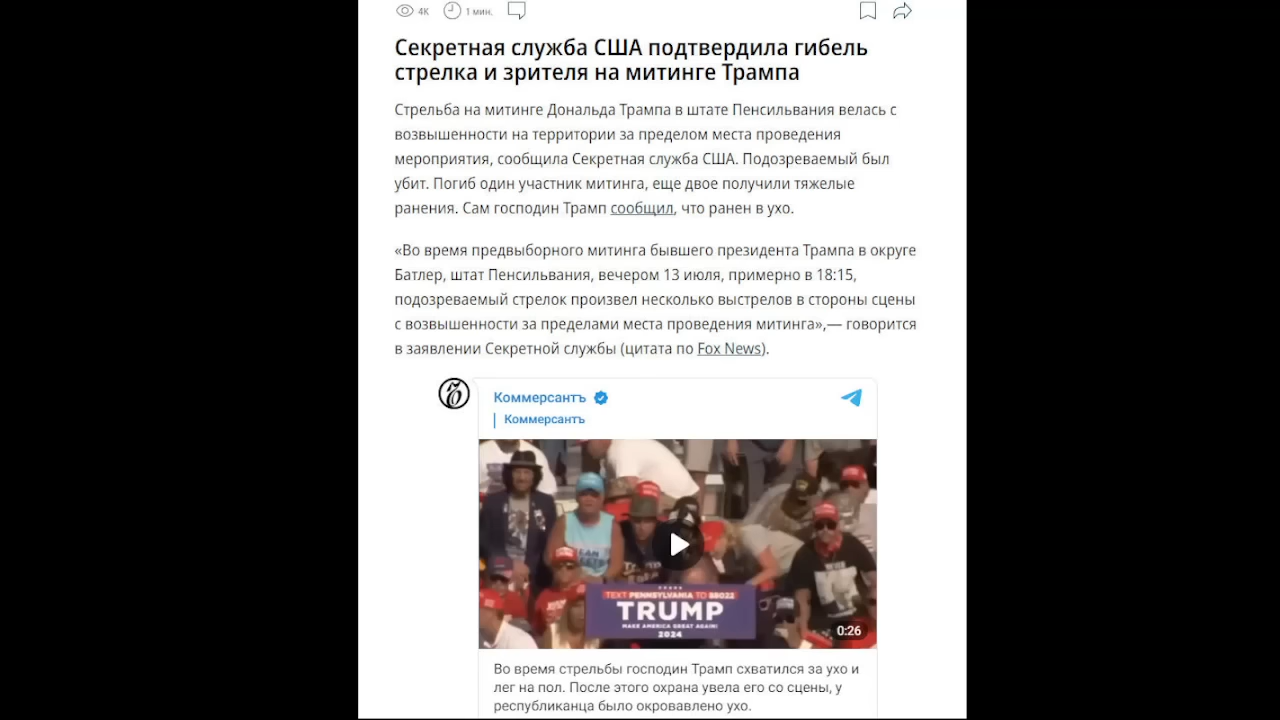 4K 1 мин.
Секретная служба США подтвердила гибель
стрелка и зрителя на митинге Трампа
Стрельба на митинге Дональда Трампа в штате Пенсильвания велась с
возвышенности на территории за пределом места проведения
мероприятия, сообщила Секретная служба США. Подозреваемый был
убит. Погиб один участник митинга, еще двое получили тяжелые
ранения. Сам господин Трамп сообщил, что ранен в ухо.
«Во время предвыборного митинга бывшего президента Трампа в округе
Батлер, штат Пенсильвания, вечером 13 июля, примерно в 18:15,
подозреваемый стрелок произвел несколько выстрелов в стороны сцены
с возвышенности за пределами места проведения митинга»,— говорится
в заявлении Секретной службы (цитата по Fox News).
Коммерсантъ
Коммерсантъ
TEXT PENNSYLVANIA TO 88022
TRUMP
MAKE AMERICA GREAT AGAIN!
2024
0:26
Во время стрельбы господин Трамп схватился за ухо и
лег на пол. После этого охрана увела его со сцены, у
республиканца было окровавлено ухо.